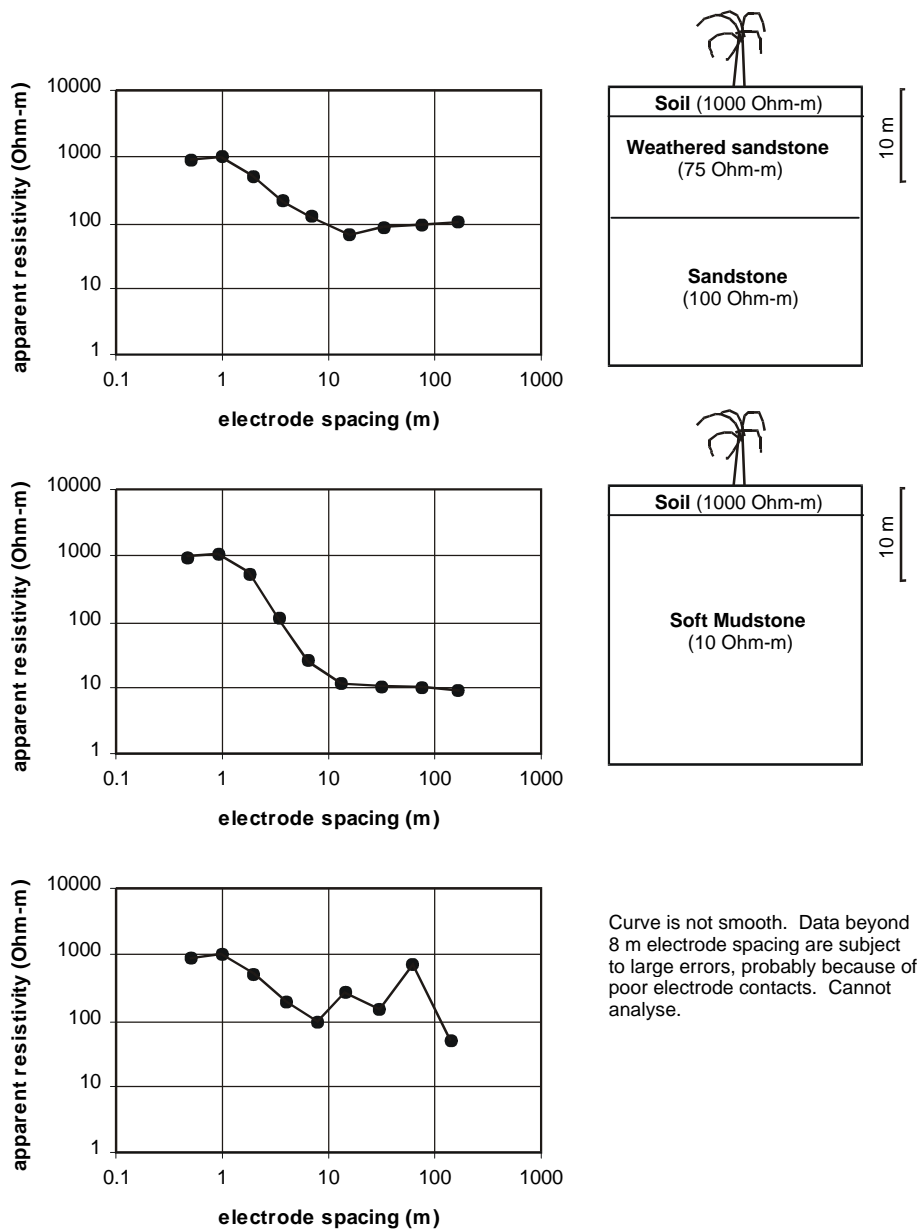 apparent resistivity (Ohm-m)
10000
1000
100
10
1
0.1 1 10 100 1000
electrode spacing (m)
Soil (1000 Ohm-m)
Weathered sandstone
(75 Ohm-m)
Sandstone
(100 Ohm-m)
10 m
apparent resistivity (Ohm-m)
10000
1000
100
10
1
0.1 1 10 100 1000
electrode spacing (m)
Soil (1000 Ohm-m)
Soft Mudstone
(10 Ohm-m)
10 m
apparent resistivity (Ohm-m)
10000
1000
100
10
1
0.1 1 10 100 1000
electrode spacing (m)
Curve is not smooth. Data beyond
8 m electrode spacing are subject
to large errors, probably because of
poor electrode contacts. Cannot
analyse.